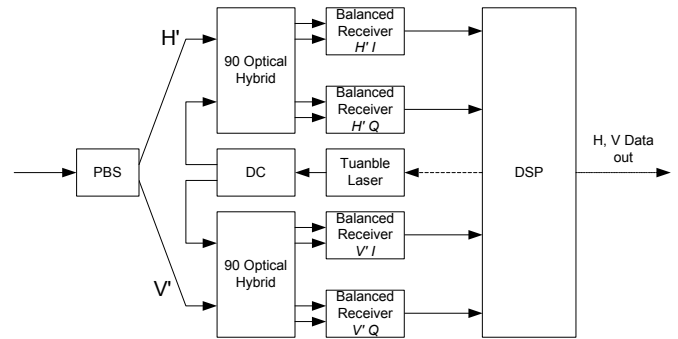 H'
V'
PBS
90 Optical
Hybrid
DC
90 Optical
Hybrid
Balanced
Receiver
H' I
Balanced
Receiver
H' Q
Tuanble
Laser
Balanced
Receiver
V' I
Balanced
Receiver
V' Q
DSP
H, V Data
out